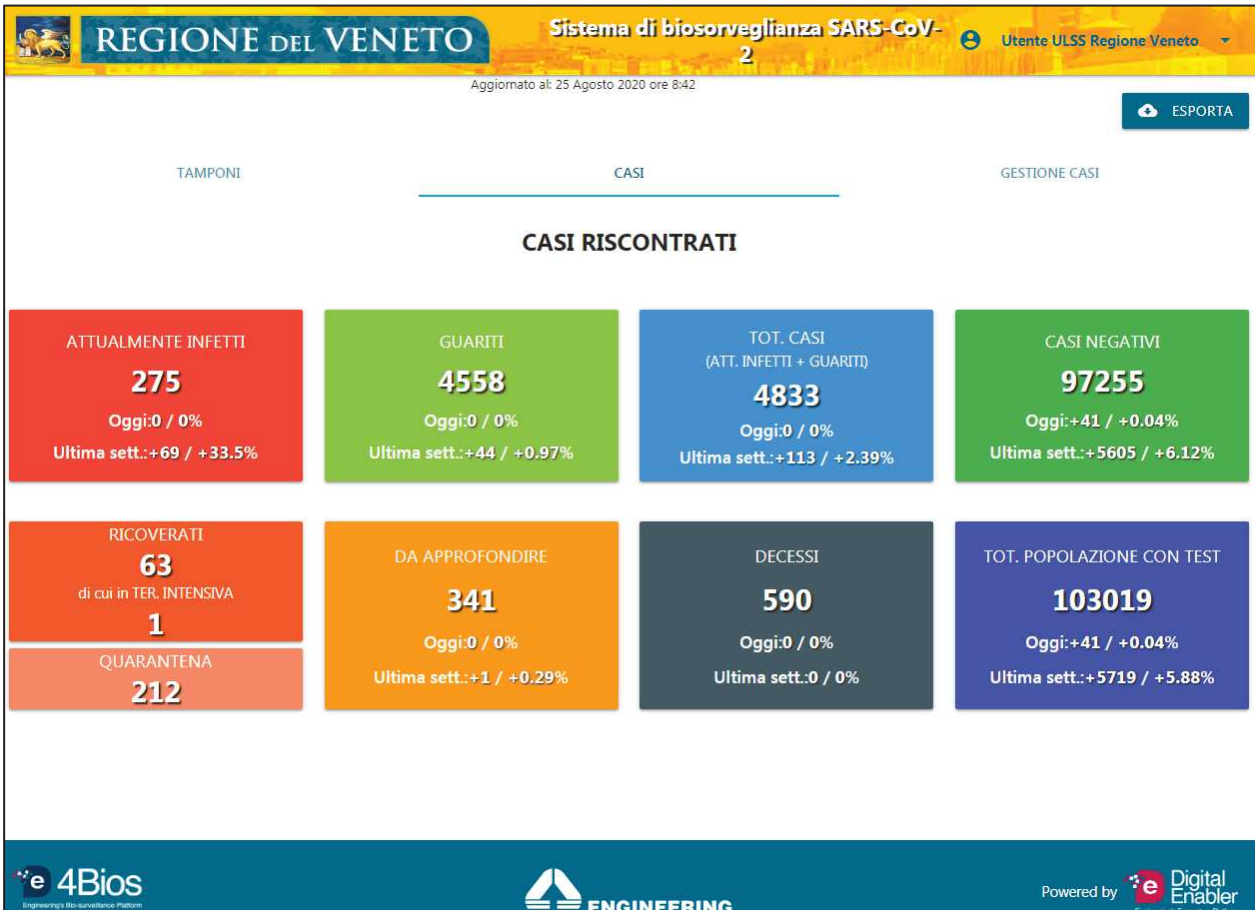 REGIONE DEL VENETO
Sistema di biosorveglianza SARS-CoV-
2
Utente ULSS Regione Veneto
Aggiornato al: 25 Agosto 2020 ore 8:42
ESPORTA
TAMPONI
CASI
GESTIONE CASI
CASI RISCONTRATI
ATTUALMENTE INFETTI
275
Oggi:0 / 0%
Ultima sett.:+69 / +33.5%
GUARITI
4558
Oggi:0 / 0%
Ultima sett.:+44 / +0.97%
TOT. CASI
(ATT. INFETTI + GUARITI)
4833
Oggi:0 / 0%
Ultima sett.:+113 / +2.39%
CASI NEGATIVI
97255
Oggi:+41 / +0.04%
Ultima sett.:+5605 / +6.12%
RICOVERATI
63
di cui in TER. INTENSIVA
1
QUARANTENA
212
DA APPROFONDIRE
341
Oggi:0 / 0%
Ultima sett.:+1 / +0.29%
DECESSI
590
Oggi:0 / 0%
Ultima sett.:0 / 0%
TOT. POPOLAZIONE CON TEST
103019
Oggi:+41 / +0.04%
Ultima sett.:+5719 / +5.88%
e 4Bios
Engineering's Bio-surveillance Platform
ENGINEERING
Powered by
e Digital
Enabler